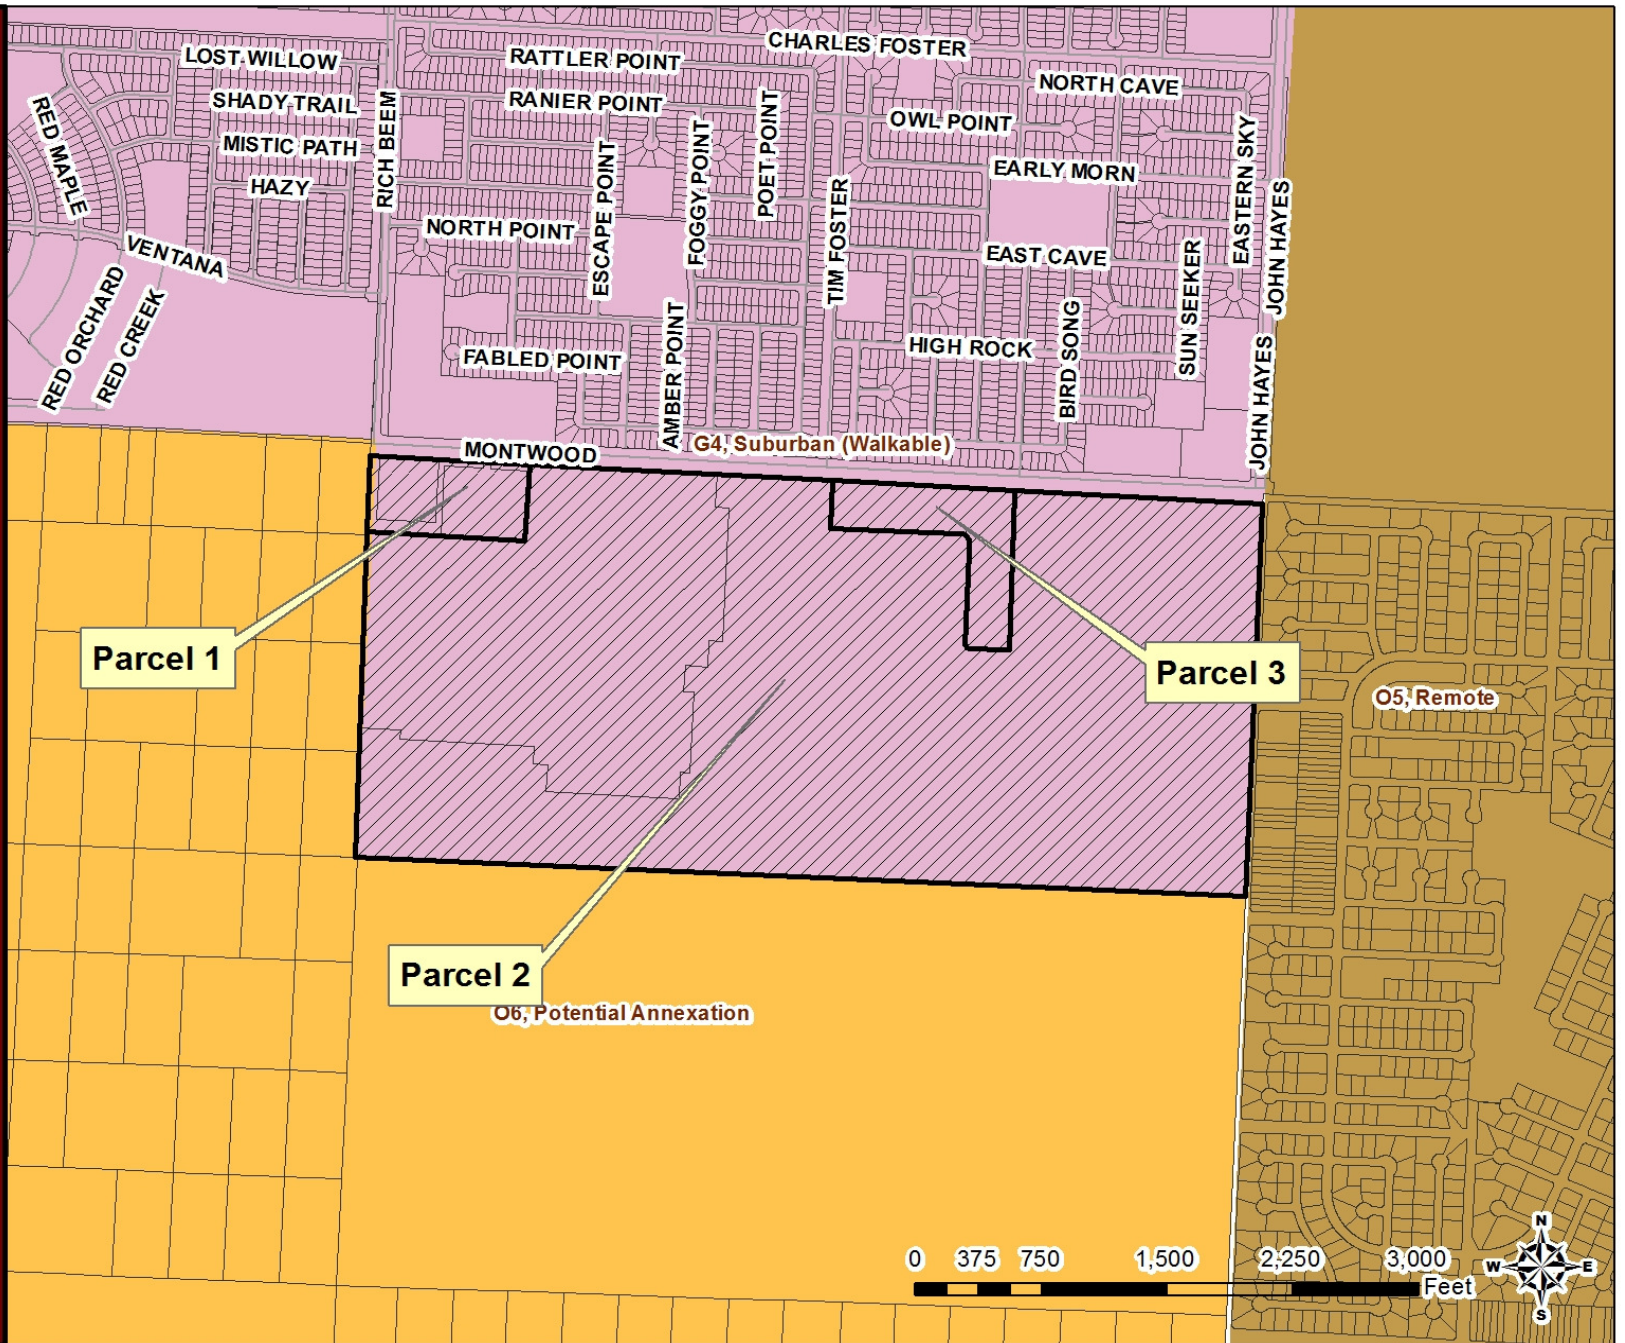 CHARLES FOSTER
LOST WILLOW
RATTLER POINT
NORTH CAVE
SHADY TRAIL
RANIER POINT
RED MAPLE
RICH BEEM
POET POINT
OWL POINT
MISTIC PATH
ESCAPE POINT
FOGGY POINT
EASTERN SKY
EARLY MORN
HAZY
TIM FOSTER
JOHN HAYES
NORTH POINT
VENTANA
EAST CAVE
SUN SEEKER
RED ORCHARD
RED CREEK
AMBER POINT
BIRD SONG
HIGH ROCK
FABLED POINT
JOHN HAYES
G4, Suburban (Walkable)
MONTWOOD
Parcel 1
Parcel 3
O5, Remote
Parcel 2
O6, Potential Annexation
0 375 750 1,500 2,250 3,000
Feet
N
W E
S